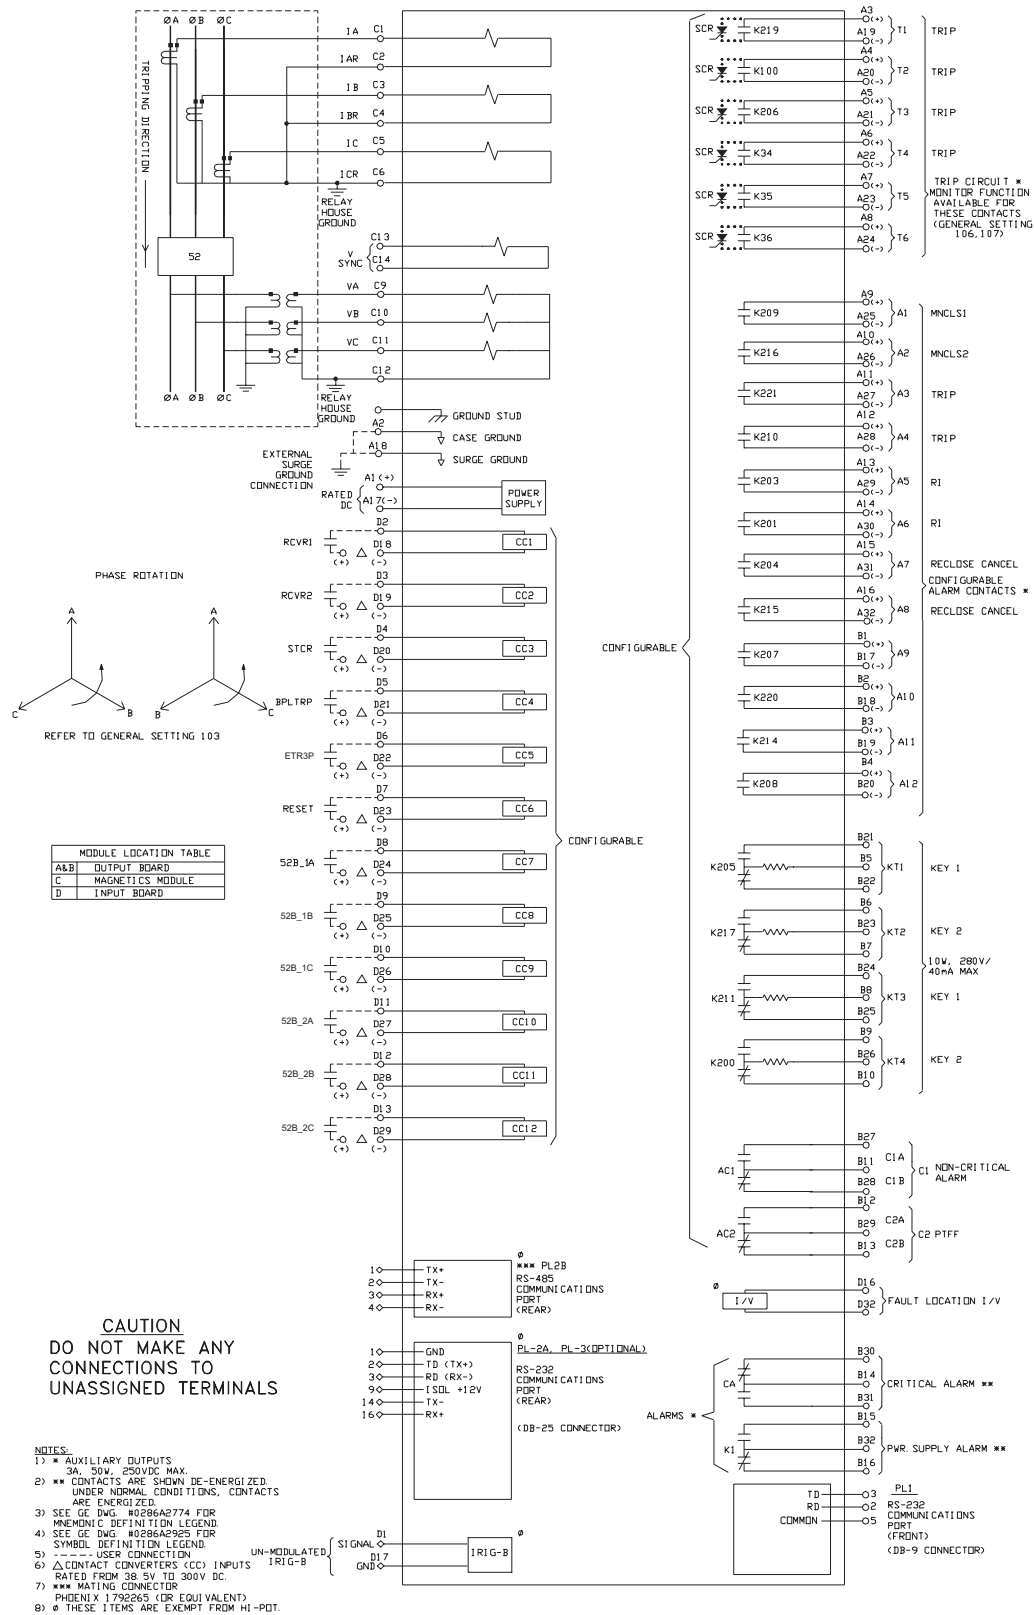 ØA ØB ØC
TRIPPING DIRECTION
52
ØA ØB ØC
IA C1
IAR C2
IB C3
IBR C4
IC C5
ICR C6
RELAY
HOUSE
GROUND
V
SYNC
C13
C14
VA C9
VB C10
VC C11
C12
RELAY
HOUSE
GROUND
GROUND STUD
A2
CASE GROUND
A18
SURGE GROUND
EXTERNAL
SURGE
GROUND
CONNECTION
RATED
DC
A1(+)
A17(-)
POWER
SUPPLY
RCVR1 D2 D18 (+) (-) CC1
RCVR2 D3 D19 (+) (-) CC2
STCR D4 D20 (+) (-) CC3
BPLTRP D5 D21 (+) (-) CC4
ETR3P D6 D22 (+) (-) CC5
RESET D7 D23 (+) (-) CC6
52B_1A D8 D24 (+) (-) CC7
52B_1B D9 D25 (+) (-) CC8
52B_1C D10 D26 (+) (-) CC9
52B_2A D11 D27 (+) (-) CC10
52B_2B D12 D28 (+) (-) CC11
52B_2C D13 D29 (+) (-) CC12
CONFIGURABLE
PHASE ROTATION
A C B
A B C
REFER TO GENERAL SETTING 103
MODULE LOCATION TABLE
A&B OUTPUT BOARD
C MAGNETICS MODULE
D INPUT BOARD
CONFIGURABLE
SCR K219 A3 (+) A19 (-) T1 TRIP
SCR K100 A4 (+) A20 (-) T2 TRIP
SCR K206 A5 (+) A21 (-) T3 TRIP
SCR K34 A6 (+) A22 (-) T4 TRIP
SCR K35 A7 (+) A23 (-) T5
SCR K36 A8 (+) A24 (-) T6
TRIP CIRCUIT *
MONITOR FUNCTION
AVAILABLE FOR
THESE CONTACTS
(GENERAL SETTING
106,107)
K209 A9 (+) A25 (-) A1 MNCLS1
K216 A10 (+) A26 (-) A2 MNCLS2
K221 A11 (+) A27 (-) A3 TRIP
K210 A12 (+) A28 (-) A4 TRIP
K203 A13 (+) A29 (-) A5 RI
K201 A14 (+) A30 (-) A6 RI
K204 A15 (+) A31 (-) A7 RECLOSE CANCEL
CONFIGURABLE
ALARM CONTACTS *
K215 A16 (+) A32 (-) A8 RECLOSE CANCEL
K207 B1 (+) B17 (-) A9
K220 B2 (+) B18 (-) A10
K214 B3 (+) B19 (-) A11
K208 B4 (+) B20 (-) A12
K205 B21 B5 B22 KT1 KEY 1
K217 B6 B23 B7 KT2 KEY 2
10W, 280V/
40mA MAX
K211 B24 B8 B25 KT3 KEY 1
K200 B9 B26 B10 KT4 KEY 2
AC1 B27 B11 B28 C1A C1B C1 NON-CRITICAL
ALARM
AC2 B12 B29 B13 C2A C2B C2 PTFF
Ø
I/V D16 D32 FAULT LOCATION I/V
ALARMS *
CA B30 B14 B31 CRITICAL ALARM **
K1 B15 B32 B16 PWR. SUPPLY ALARM **
TD 3
RD 2
COMMON 5
PL1
RS-232
COMMUNICATIONS
PORT
(FRONT)
(DB-9 CONNECTOR)
1 TX+
2 TX-
3 RX+
4 RX-
Ø
*** PL2B
RS-485
COMMUNICATIONS
PORT
(REAR)
1 GND
2 TD (TX+)
3 RD (RX-)
9 ISOL +12V
14 TX-
16 RX+
Ø
PL-2A, PL-3(OPTIONAL)
RS-232
COMMUNICATIONS
PORT
(REAR)
(DB-25 CONNECTOR)
UN-MODULATED
IRIG-B
SIGNAL D1
GND D17
IRIG-B
Ø
CAUTION
DO NOT MAKE ANY
CONNECTIONS TO
UNASSIGNED TERMINALS
NOTES:
1) * AUXILIARY OUTPUTS
3A, 50W, 250VDC MAX.
2) ** CONTACTS ARE SHOWN DE-ENERGIZED.
UNDER NORMAL CONDITIONS, CONTACTS
ARE ENERGIZED.
3) SEE GE DWG. #0286A2774 FOR
MNEMONIC DEFINITION LEGEND.
4) SEE GE DWG. #0286A2925 FOR
SYMBOL DEFINITION LEGEND.
5) ------ USER CONNECTION
6) △CONTACT CONVERTERS (CC) INPUTS
RATED FROM 38.5V TO 300V DC.
7) *** MATING CONNECTOR
PHOENIX 1792265 (OR EQUIVALENT)
8) Ø THESE ITEMS ARE EXEMPT FROM HI-POT.